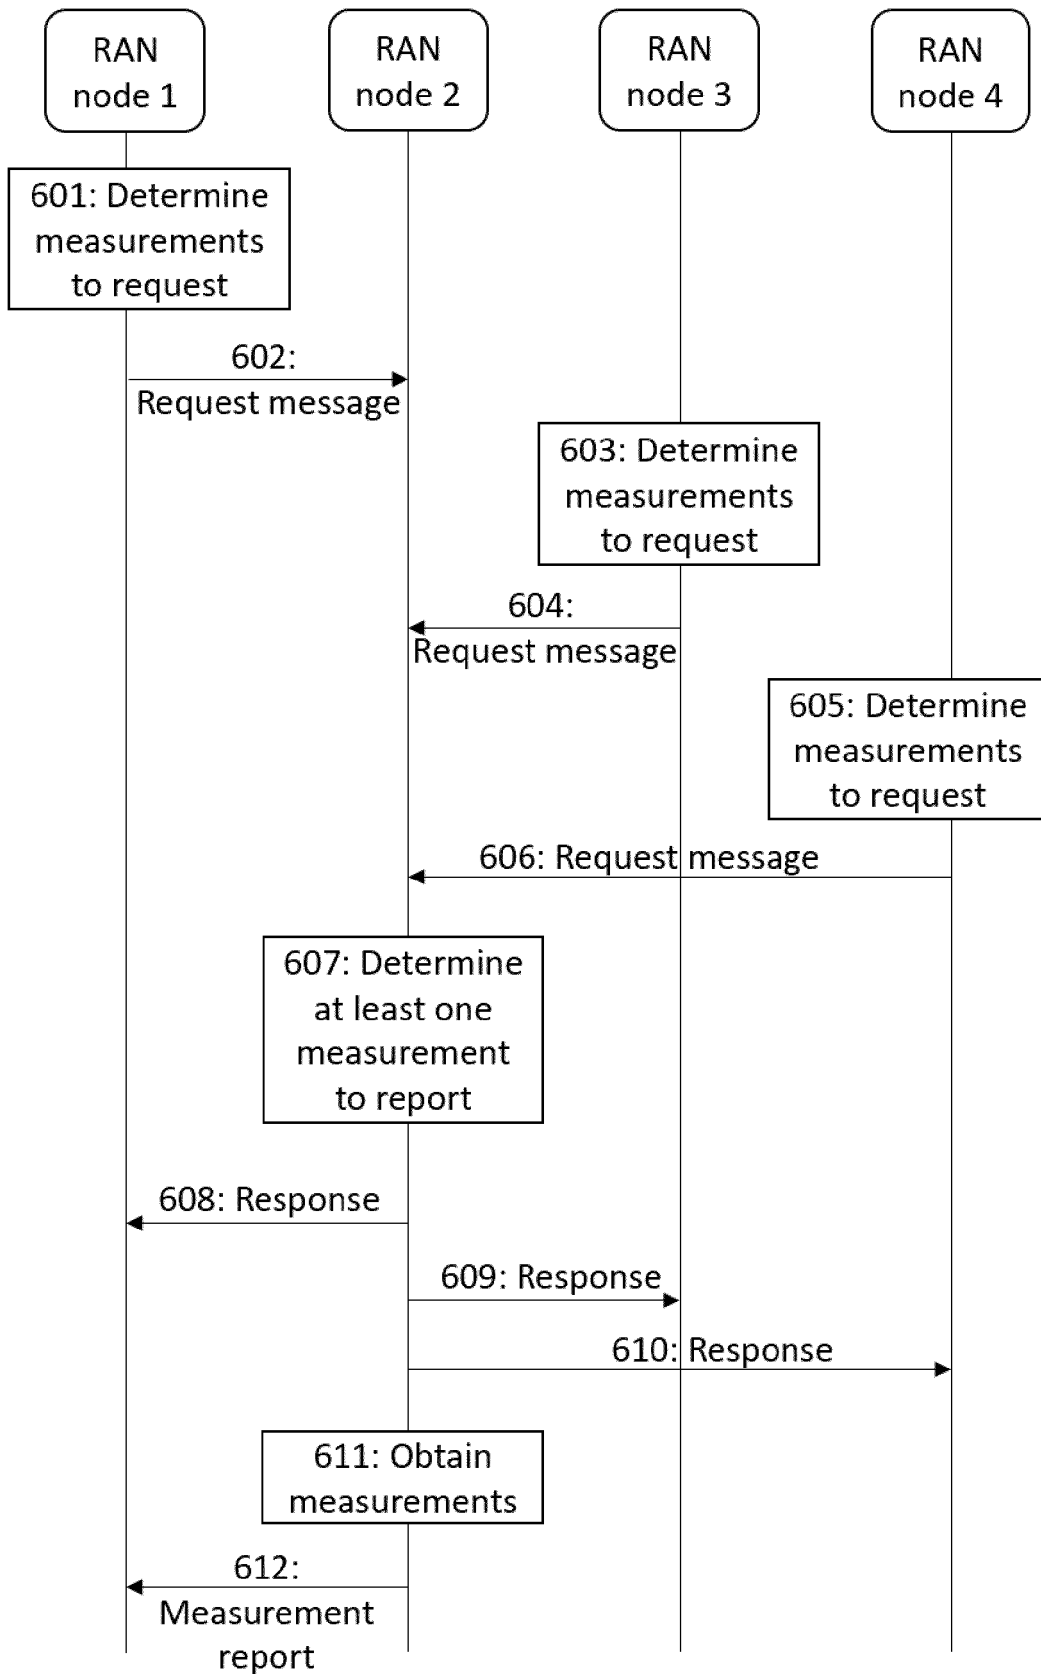 RAN
node 1
RAN
node 2
RAN
node 3
RAN
node 4
601: Determine
measurements
to request
602:
Request message
603: Determine
measurements
to request
604:
Request message
605: Determine
measurements
to request
606: Request message
607: Determine
at least one
measurement
to report
608: Response
609: Response
610: Response
611: Obtain
measurements
612:
Measurement
report